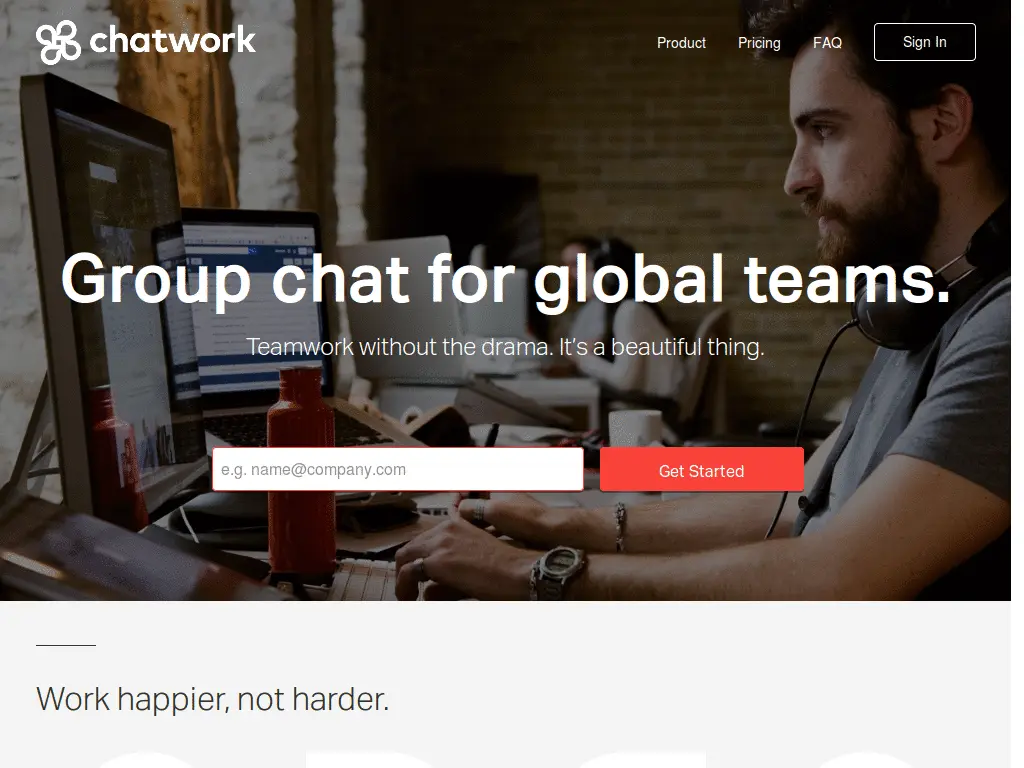 chatwork
Product
Pricing
FAQ
Sign In
Group chat for global teams.
Teamwork without the drama. It's a beautiful thing.
e.g. name@company.com
Get Started
Work happier, not harder.